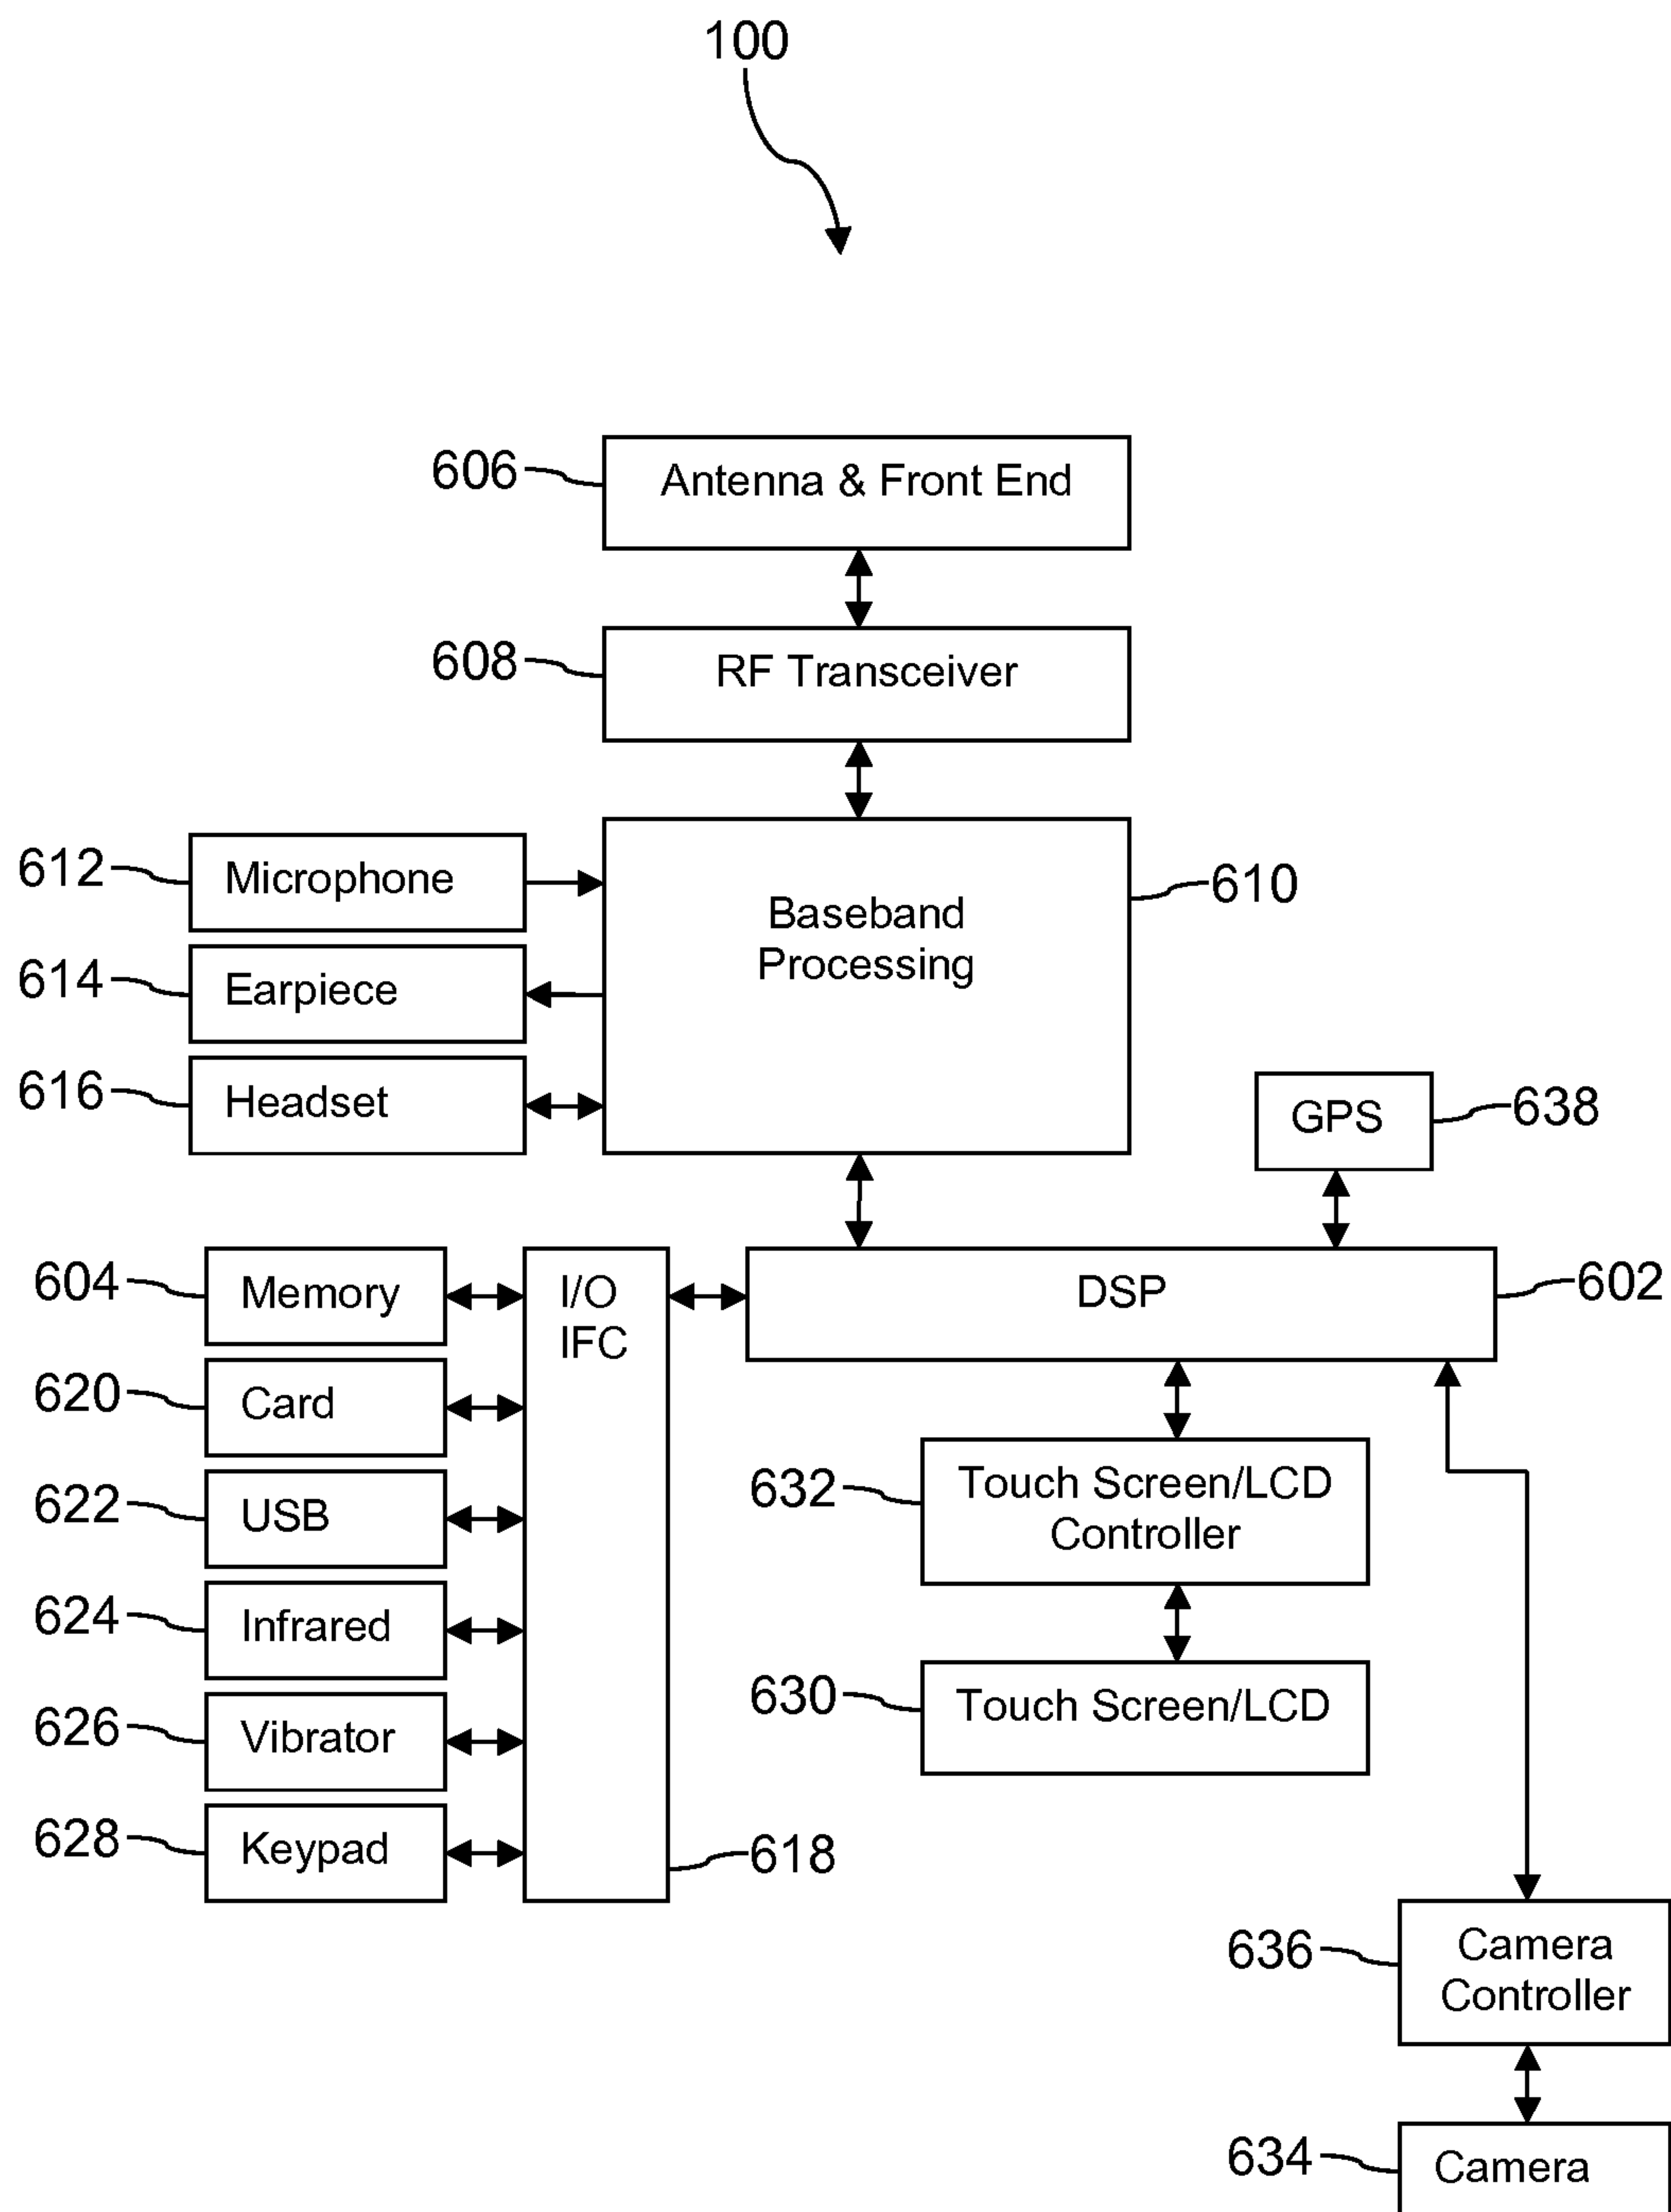 100
606
Antenna & Front End
608
RF Transceiver
612
Microphone
Baseband
Processing
610
614
Earpiece
616
Headset
GPS
638
604
Memory
I/O
IFC
DSP
602
620
Card
622
USB
632
Touch Screen/LCD
Controller
624
Infrared
630
Touch Screen/LCD
626
Vibrator
628
Keypad
618
636
Camera
Controller
634
Camera